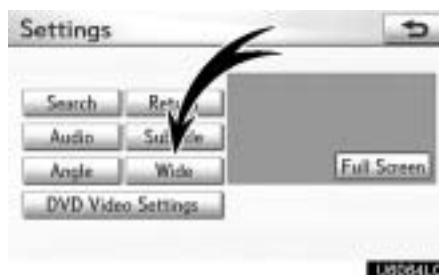 Settings
Search
Audio
Angle Wide
Full Screen
DVD Video Settings